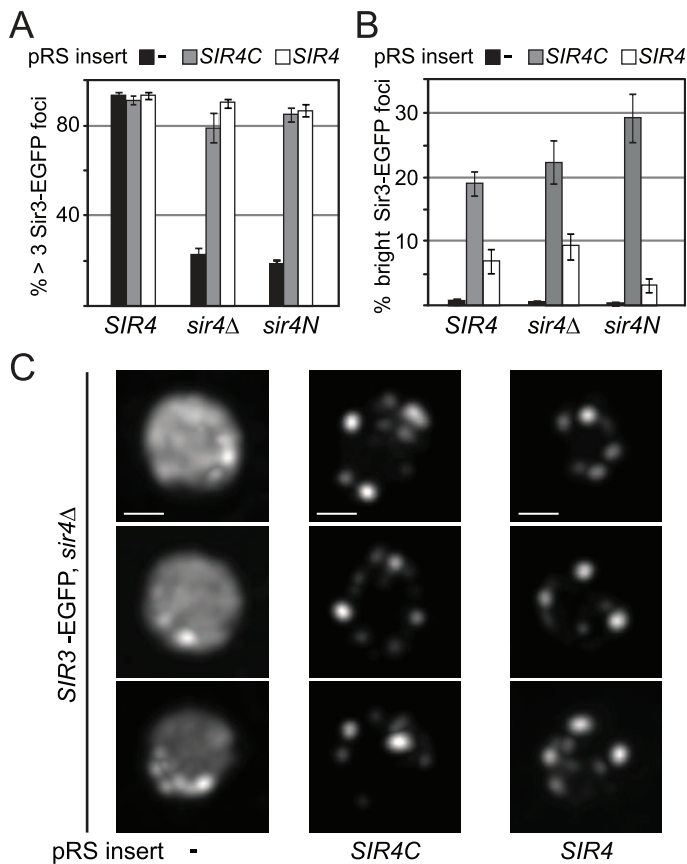 A
pRS insert - SIR4C SIR4
% > 3 Sir3-EGFP foci
80
40
SIR4 sir4Δ sir4N
B
pRS insert - SIR4C SIR4
% bright Sir3-EGFP foci
30
20
10
SIR4 sir4Δ sir4N
C
SIR3 -EGFP, sir4Δ
pRS insert - SIR4C SIR4